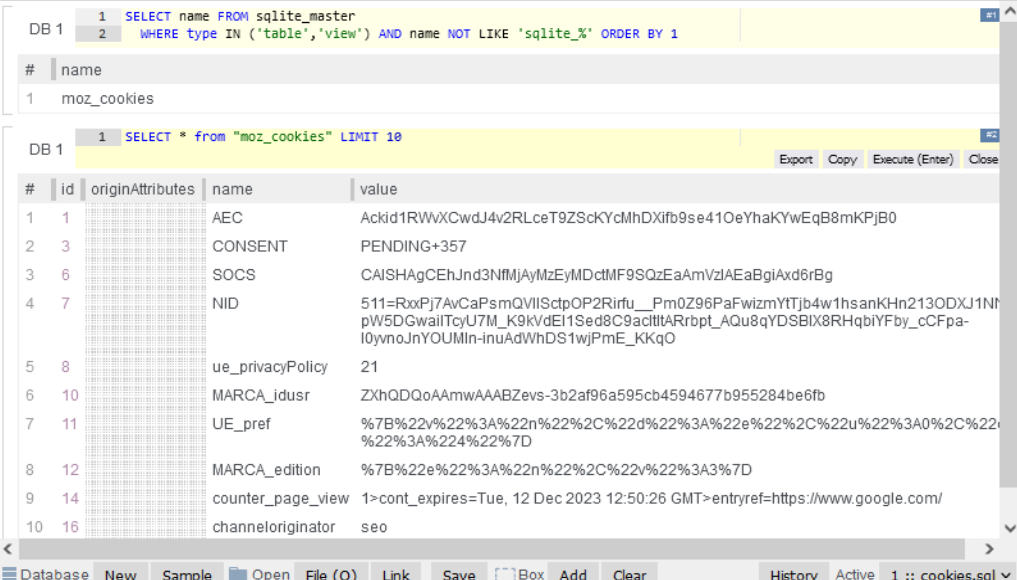 DB 1
1 SELECT name FROM sqlite_master #1
2 WHERE type IN ('table','view') AND name NOT LIKE 'sqlite_%' ORDER BY 1
# name
1 moz_cookies
DB 1
1 SELECT * from "moz_cookies" LIMIT 10 #2
Export Copy Execute (Enter) Close
# id originAttributes name value
1 1 AEC Ackid1RWvXCwdJ4v2RLceT9ZScKYcMhDXifb9se41OeYhaKYwEqB8mKPjB0
2 3 CONSENT PENDING+357
3 6 SOCS CAISHAgCEhJnd3NfMjAyMzEyMDctMF9SQzEaAmVzIAEaBgiAxd6rBg
4 7 NID 511=RxxPj7AvCaPsmQVIISctpOP2Rirfu__Pm0Z96PaFwizmYtTjb4w1hsanKHn213ODXJ1NN
pW5DGwailTcyU7M_K9kVdEI1Sed8C9acltItARrbpt_AQu8qYDSBIX8RHqbiYFby_cCFpa-
I0yvnoJnYOUMln-inuAdWhDS1wjPmE_KKqO
5 8 ue_privacyPolicy 21
6 10 MARCA_idusr ZXhQDQoAAmwAAABZevs-3b2af96a595cb4594677b955284be6fb
7 11 UE_pref %7B%22v%22%3A%22n%22%2C%22d%22%3A%22e%22%2C%22u%22%3A0%2C%22
%22%3A%224%22%7D
8 12 MARCA_edition %7B%22e%22%3A%22n%22%2C%22v%22%3A3%7D
9 14 counter_page_view 1>cont_expires=Tue, 12 Dec 2023 12:50:26 GMT>entryref=https://www.google.com/
10 16 channeloriginator seo
Database New Sample Open File (O) Link Save Box Add Clear History Active 1 :: cookies.sql